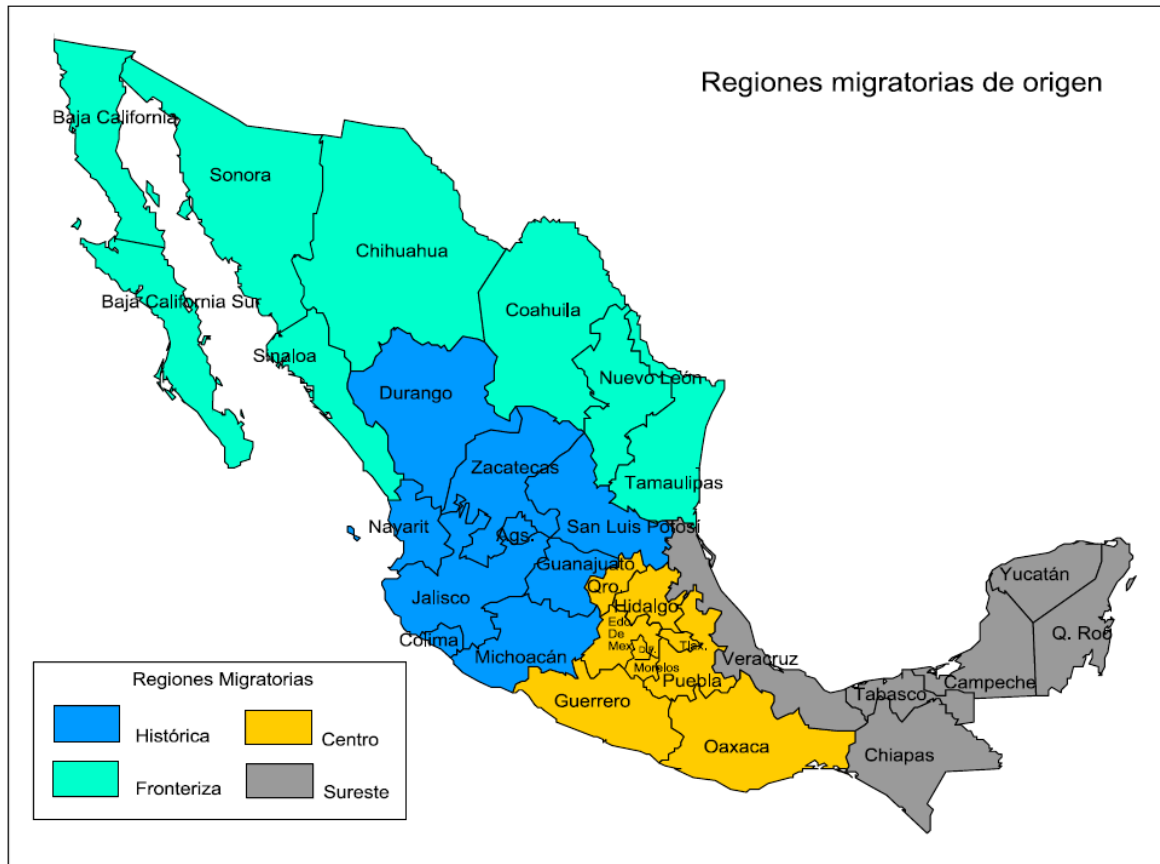 Regiones migratorias de origen
Baja California
Sonora
Chihuahua
Baja California Sur
Coahuila
Sinaloa
Nuevo León
Durango
Zacatecas
Tamaulipas
Nayarit
Ags.
San Luis Potosí
Guanajuato
Qro.
Jalisco
Hidalgo
Edo.
De
Mex.
D.F.
Tlax.
Colima
Michoacán
Morelos
Puebla
Veracruz
Yucatán
Q. Roo
Campeche
Tabasco
Guerrero
Oaxaca
Chiapas
Regiones Migratorias
Histórica
Centro
Fronteriza
Sureste